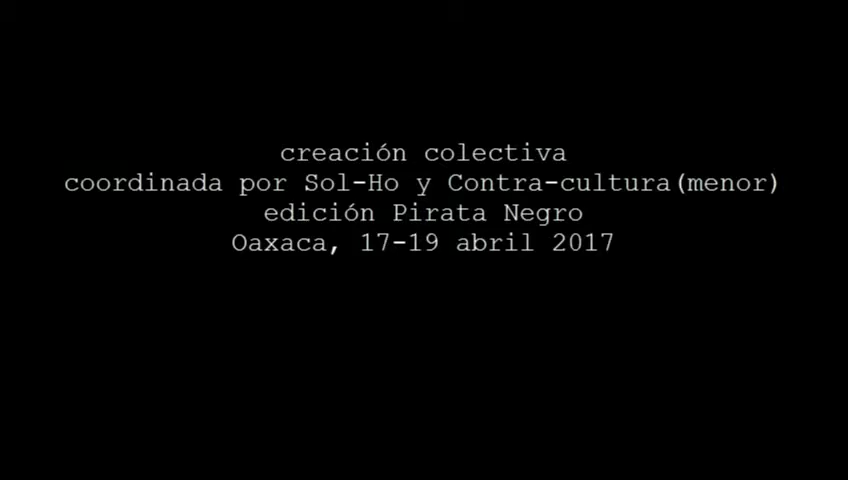 creación colectiva
coordinada por Sol-Ho y Contra-cultura(menor)
edición Pirata Negro
Oaxaca, 17-19 abril 2017